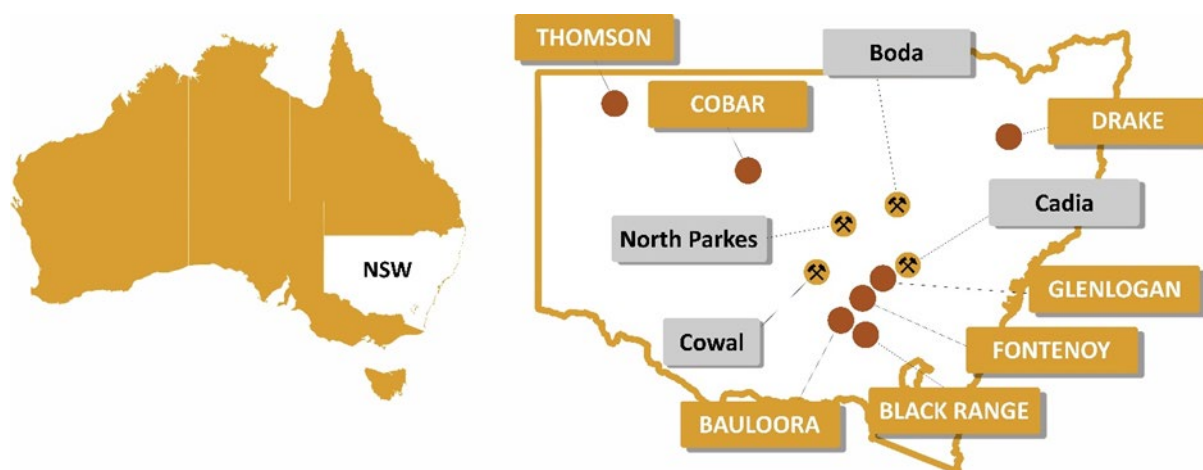 NSW
THOMSON
Boda
COBAR
DRAKE
Cadia
North Parkes
GLENLOGAN
Cowal
FONTENOY
BLACK RANGE
BAULOORA